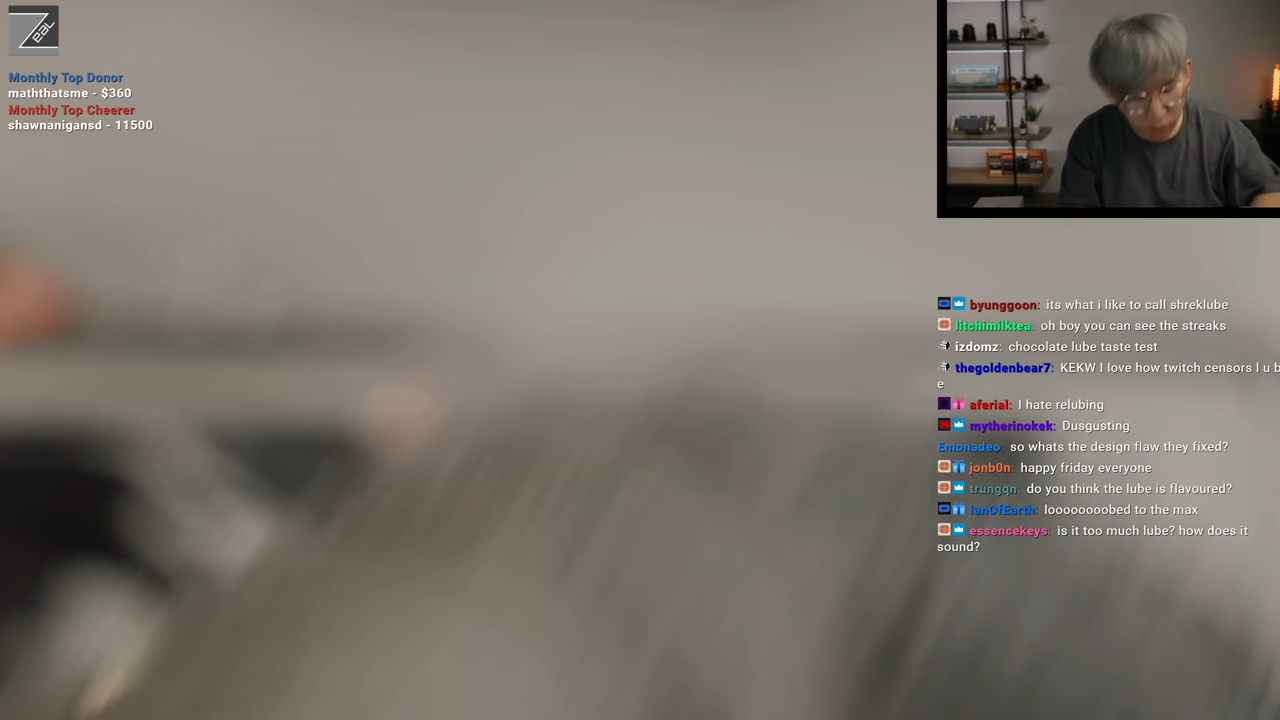 ZEAL
Monthly Top Donor
maththatsme - $360
Monthly Top Cheerer
shawnanigansd - 11500
byunggoon: its what i like to call shreklube
litchimilktea: oh boy you can see the streaks
izdomz: chocolate lube taste test
thegoldenbear7: KEKW I love how twitch censors l u b
e
aferial: I hate relubing
mytherinokek: Dusgusting
Emonadeo: so whats the design flaw they fixed?
jonb0n: happy friday everyone
trungqn: do you think the lube is flavoured?
IanOfEarth: loooooooobed to the max
essencekeys: is it too much lube? how does it
sound?